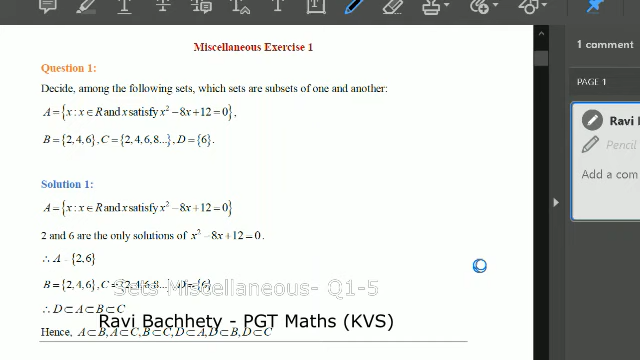 1 comment
Miscellaneous Exercise 1
Question 1:
PAGE 1
Decide, among the following sets, which sets are subsets of one and another:
A = {x : x ∈ R and x satisfy x² − 8x + 12 = 0},
Ravi B
B = {2, 4, 6}, C = {2, 4, 6, 8...}, D = {6}.
Pencil
Add a com
Solution 1:
A = {x : x ∈ R and x satisfy x² − 8x + 12 = 0}
2 and 6 are the only solutions of x² − 8x + 12 = 0.
∴ A = {2, 6}
B = {2, 4, 6}, C = {2, 4, 6, 8...}, D = {6}
Sets Miscellaneous- Q1-5
∴ D ⊂ A ⊂ B ⊂ C
Ravi Bachhety - PGT Maths (KVS)
Hence, A ⊂ B, A ⊂ C, B ⊂ C, D ⊂ A, D ⊂ B, D ⊂ C